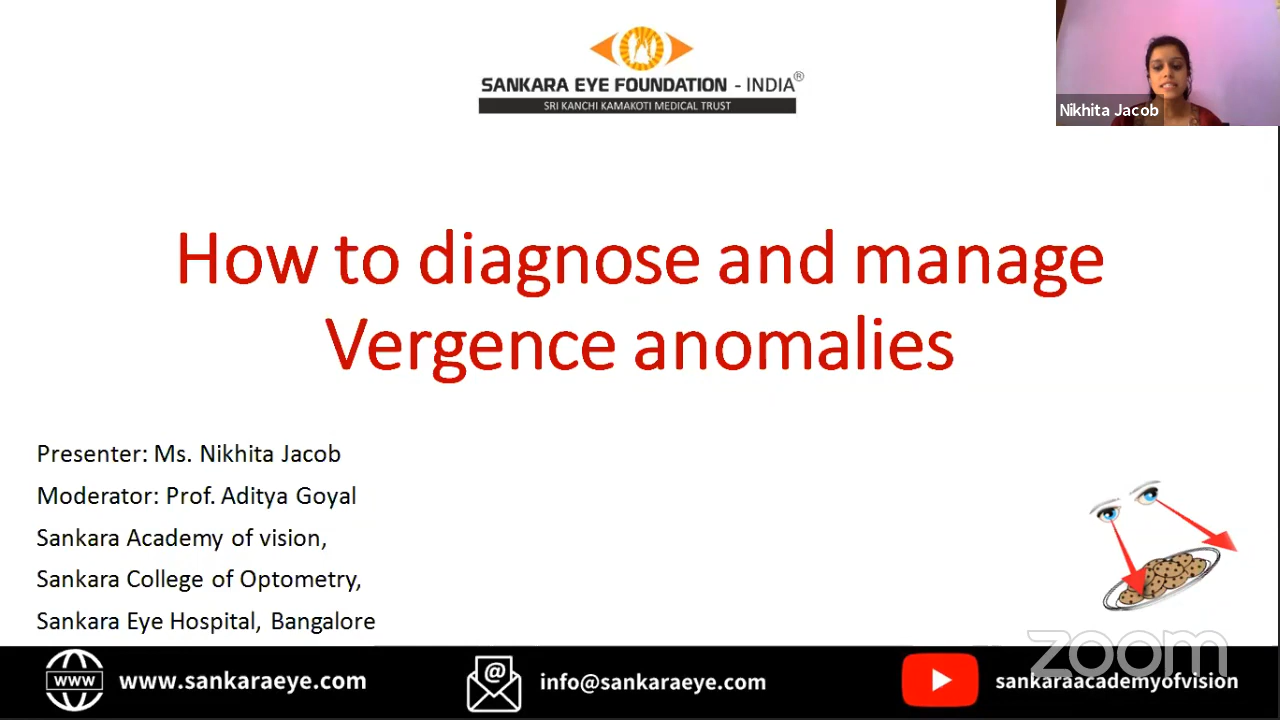 SANKARA EYE FOUNDATION - INDIA®
SRI KANCHI KAMAKOTI MEDICAL TRUST
Nikhita Jacob
How to diagnose and manage
Vergence anomalies
Presenter: Ms. Nikhita Jacob
Moderator: Prof. Aditya Goyal
Sankara Academy of vision,
Sankara College of Optometry,
Sankara Eye Hospital, Bangalore
zoom
www
www.sankaraeye.com
@
info@sankaraeye.com
sankaraacademyofvision